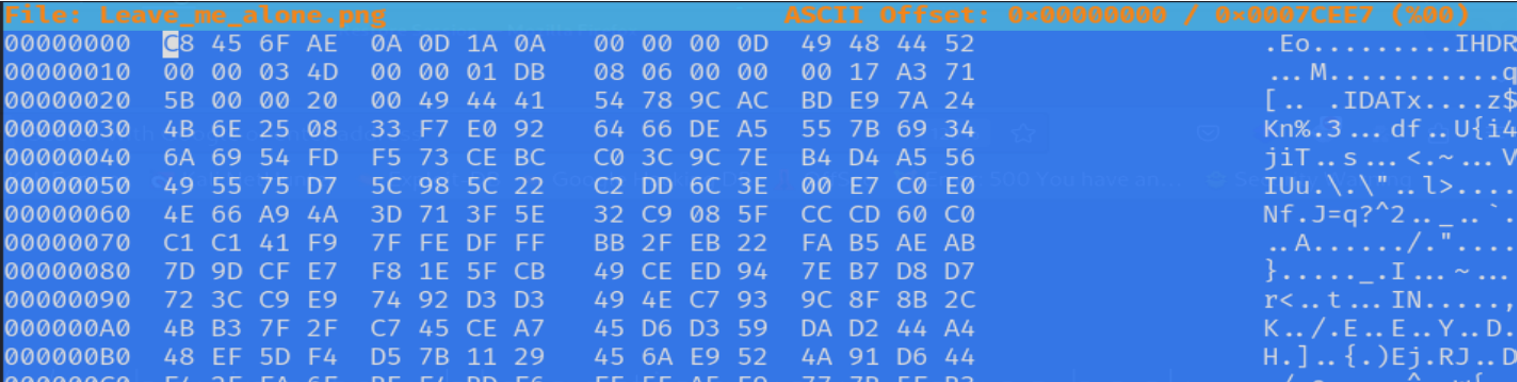 File: Leave_me_alone.png ASCII Offset: 0×00000000 / 0×0007CEE7 (%00)
00000000 C8 45 6F AE 0A 0D 1A 0A 00 00 00 0D 49 48 44 52 .Eo.........IHDR
00000010 00 00 03 4D 00 00 01 DB 08 06 00 00 00 17 A3 71 ...M...........q
00000020 5B 00 00 20 00 49 44 41 54 78 9C AC BD E9 7A 24 [.. .IDATx....z$
00000030 4B 6E 25 08 33 F7 E0 92 64 66 DE A5 55 7B 69 34 Kn%.3...df..U{i4
00000040 6A 69 54 FD F5 73 CE BC C0 3C 9C 7E B4 D4 A5 56 jiT..s...<.~...V
00000050 49 55 75 D7 5C 98 5C 22 C2 DD 6C 3E 00 E7 C0 E0 IUu.\.\"..l>....
00000060 4E 66 A9 4A 3D 71 3F 5E 32 C9 08 5F CC CD 60 C0 Nf.J=q?^2.._..`.
00000070 C1 C1 41 F9 7F FE DF FF BB 2F EB 22 FA B5 AE AB ..A....../."....
00000080 7D 9D CF E7 F8 1E 5F CB 49 CE ED 94 7E B7 D8 D7 }....._.I...~...
00000090 72 3C C9 E9 74 92 D3 D3 49 4E C7 93 9C 8F 8B 2C r<..t...IN.....,
000000A0 4B B3 7F 2F C7 45 CE A7 45 D6 D3 59 DA D2 44 A4 K../.E..E..Y..D.
000000B0 48 EF 5D F4 D5 7B 11 29 45 6A E9 52 4A 91 D6 44 H.]..{.)Ej.RJ..D